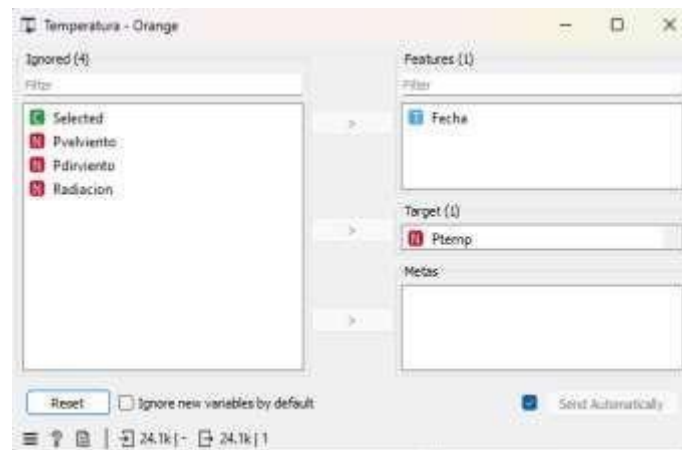 Temperatura - Orange
Ignored (4)
Filter
C Selected
N Pvelviento
N Pdirviento
N Radiacion
>
>
>
Features (1)
Filter
T Fecha
Target (1)
N Ptemp
Metas
Reset
Ignore new variables by default
Send Automatically
24.1k | - 24.1k | 1